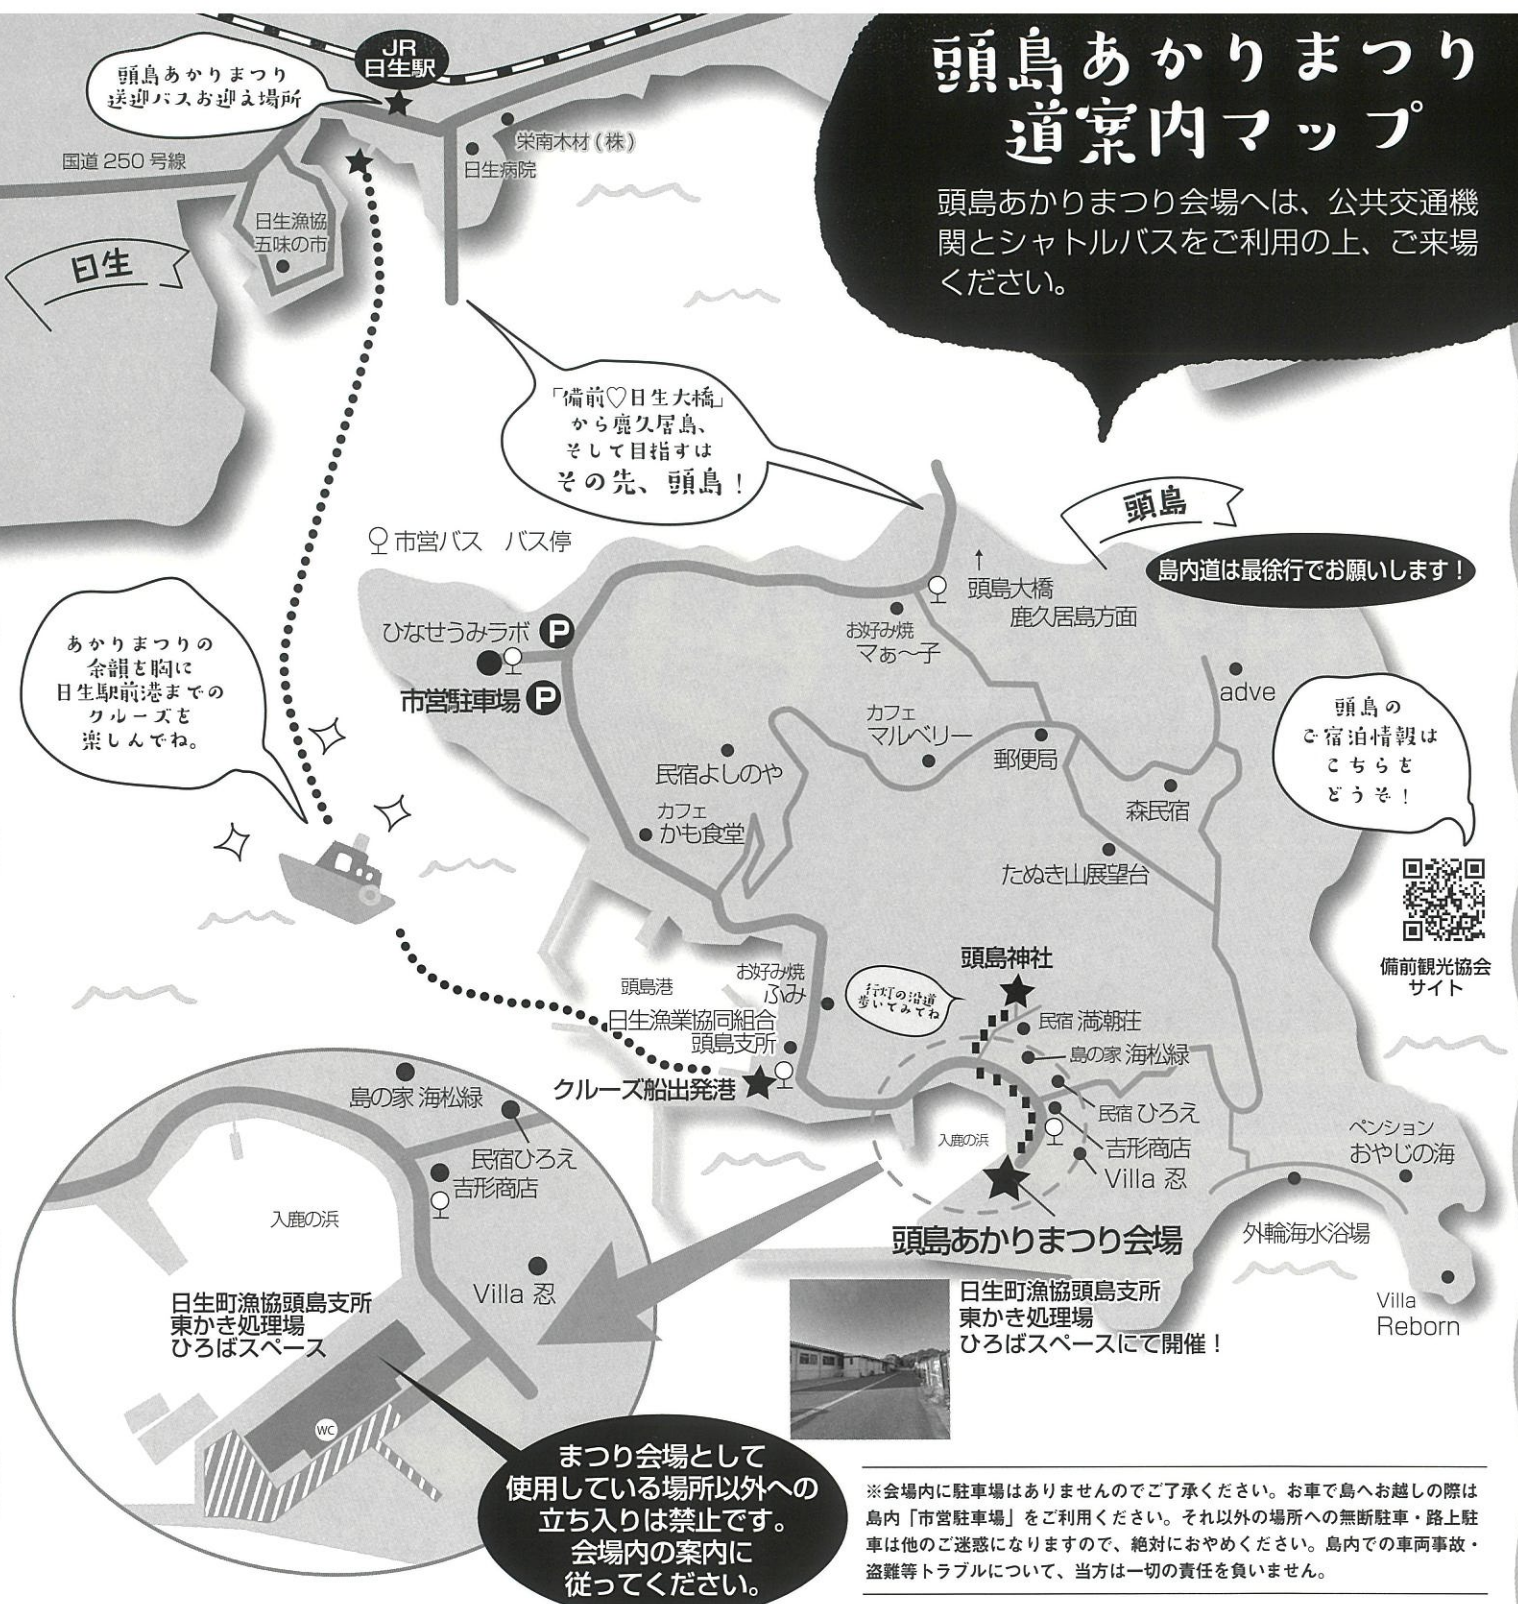 頭島あかりまつり
道案内マップ
頭島あかりまつり会場へは、公共交通機
関とシャトルバスをご利用の上、ご来場
ください。
JR
日生駅
頭島あかりまつり
送迎バスお迎え場所
国道250号線
栄南木材(株)
日生病院
日生漁協
五味の市
日生
「備前♡日生大橋」
から鹿久居島、
そして目指すは
その先、頭島!
市営バス バス停
頭島
島内道は最徐行でお願いします!
↑
頭島大橋
鹿久居島方面
お好み焼
マぁ〜子
ひなせうみラボ P
市営駐車場 P
あかりまつりの
余韻を胸に
日生駅前港までの
クルーズを
楽しんでね。
adve
頭島の
ご宿泊情報は
こちらを
どうぞ!
カフェ
マルベリー
郵便局
民宿よしのや
カフェ
かも食堂
森民宿
たぬき山展望台
備前観光協会
サイト
頭島神社
行灯の沿道
歩いてみてね
お好み焼
ふみ
頭島港
日生漁業協同組合
頭島支所
クルーズ船出発港
民宿 満潮荘
島の家 海松緑
民宿 ひろえ
吉形商店
Villa 忍
入鹿の浜
ペンション
おやじの海
外輪海水浴場
Villa
Reborn
頭島あかりまつり会場
日生町漁協頭島支所
東かき処理場
ひろばスペースにて開催!
島の家 海松緑
民宿ひろえ
吉形商店
入鹿の浜
Villa 忍
日生町漁協頭島支所
東かき処理場
ひろばスペース
WC
まつり会場として
使用している場所以外への
立ち入りは禁止です。
会場内の案内に
従ってください。
※会場内に駐車場はありませんのでご了承ください。お車で島へお越しの際は
島内「市営駐車場」をご利用ください。それ以外の場所への無断駐車・路上駐
車は他のご迷惑になりますので、絶対におやめください。島内での車両事故・
盗難等トラブルについて、当方は一切の責任を負いません。